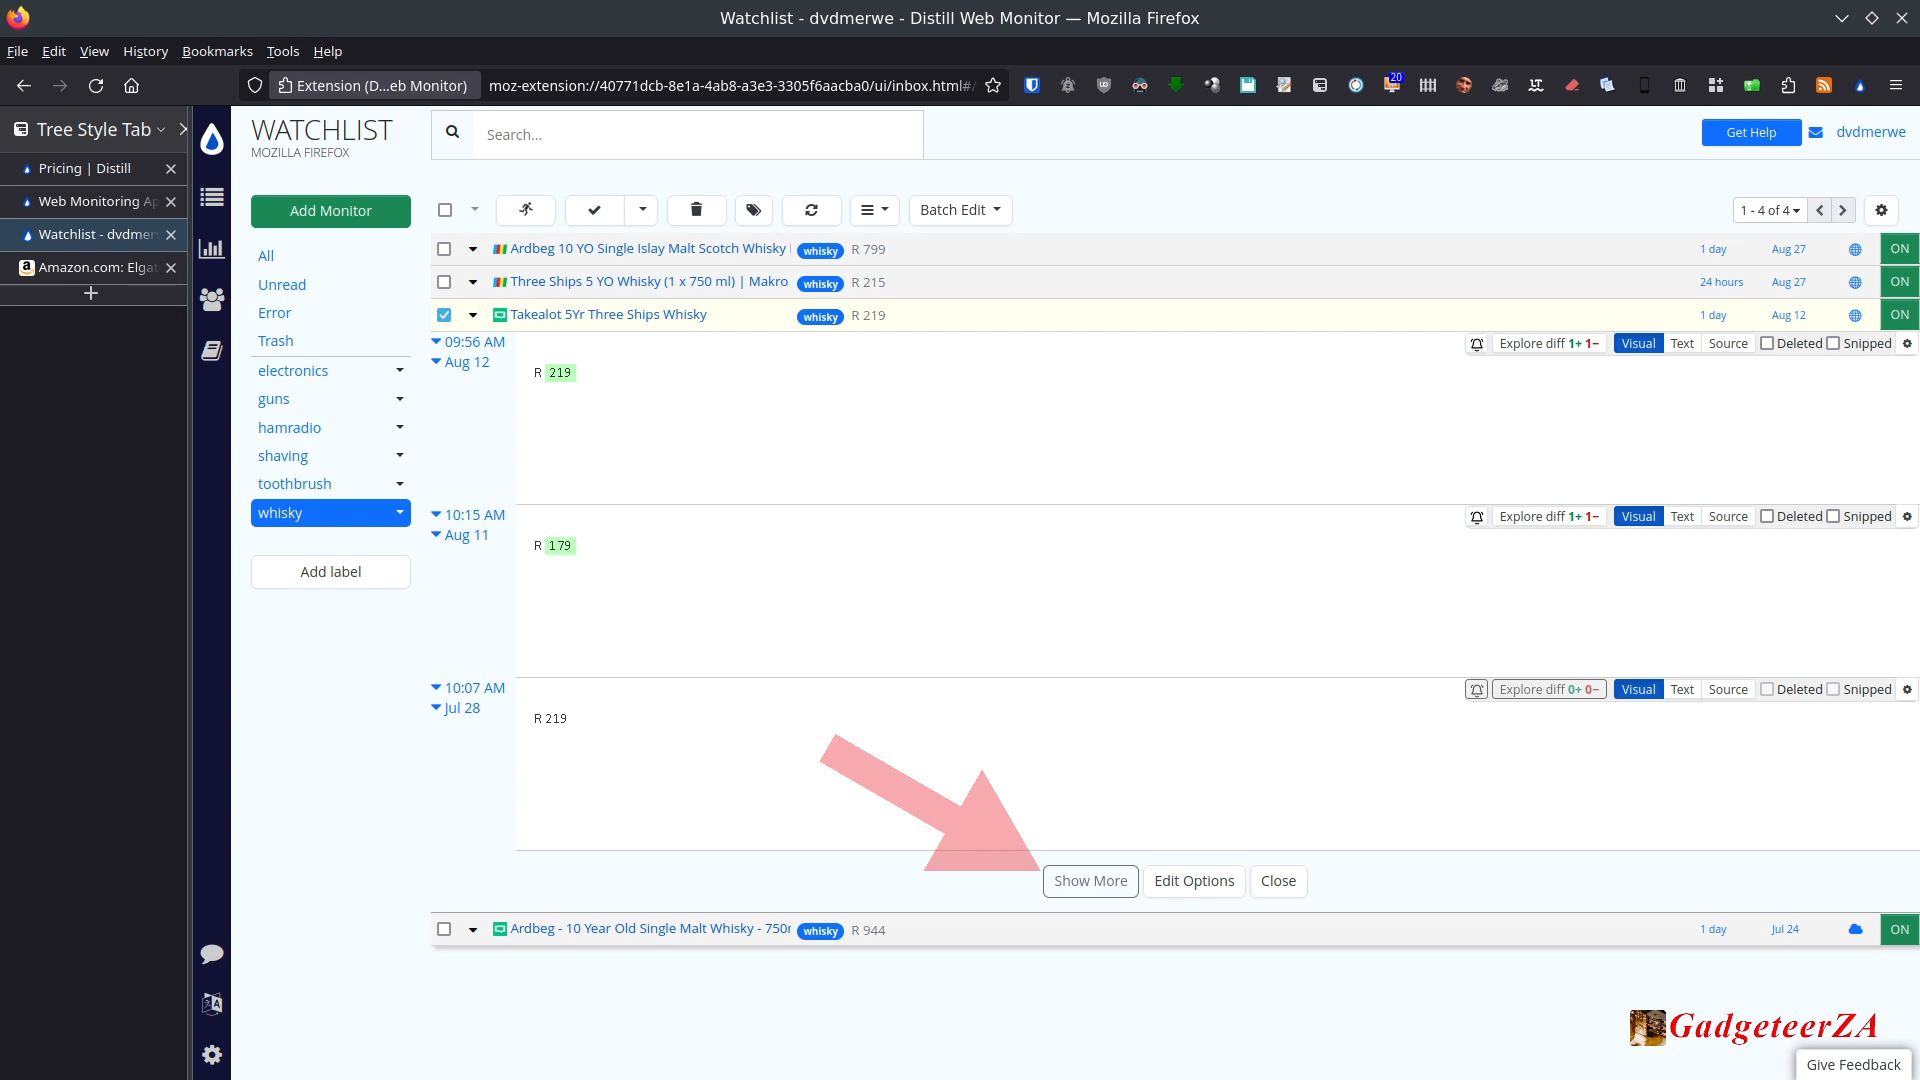 Watchlist - dvdmerwe - Distill Web Monitor — Mozilla Firefox
File Edit View History Bookmarks Tools Help
Extension (D...eb Monitor) moz-extension://40771dcb-8e1a-4ab8-a3e3-3305f6aacba0/ui/inbox.html#
20
Tree Style Tab
Pricing | Distill
Web Monitoring Ap
Watchlist - dvdmer
Amazon.com: Elga
WATCHLIST
MOZILLA FIREFOX
Search...
Get Help dvdmerwe
Add Monitor
Batch Edit
1 - 4 of 4
All
Unread
Error
Trash
electronics
guns
hamradio
shaving
toothbrush
whisky
Add label
Ardbeg 10 YO Single Islay Malt Scotch Whisky whisky R 799 1 day Aug 27 ON
Three Ships 5 YO Whisky (1 x 750 ml) | Makro whisky R 215 24 hours Aug 27 ON
Takealot 5Yr Three Ships Whisky whisky R 219 1 day Aug 12 ON
09:56 AM Explore diff 1+ 1− Visual Text Source Deleted Snipped
Aug 12
R 219
10:15 AM Explore diff 1+ 1− Visual Text Source Deleted Snipped
Aug 11
R 179
10:07 AM Explore diff 0+ 0− Visual Text Source Deleted Snipped
Jul 28
R 219
Show More Edit Options Close
Ardbeg - 10 Year Old Single Malt Whisky - 750 whisky R 944 1 day Jul 24 ON
GadgeteerZA
Give Feedback